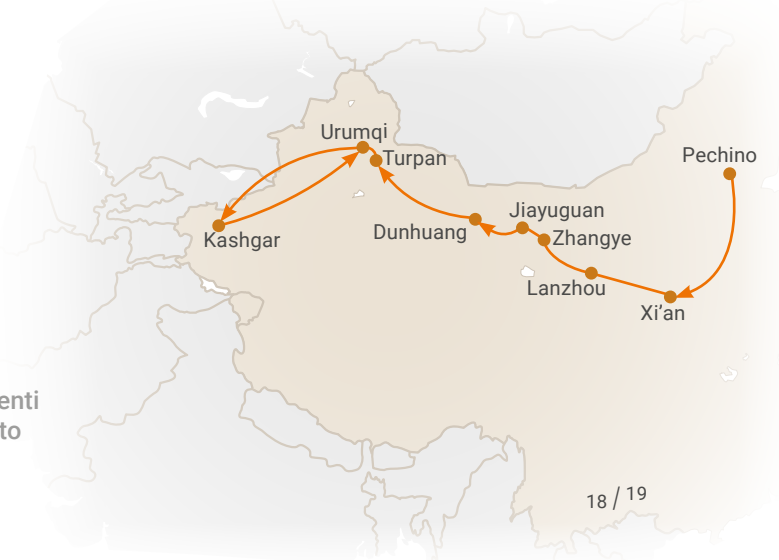 Urumqi
Turpan
Pechino
Kashgar
Dunhuang
Jiayuguan
Zhangye
Lanzhou
Xi’an
enti
to
18 / 19